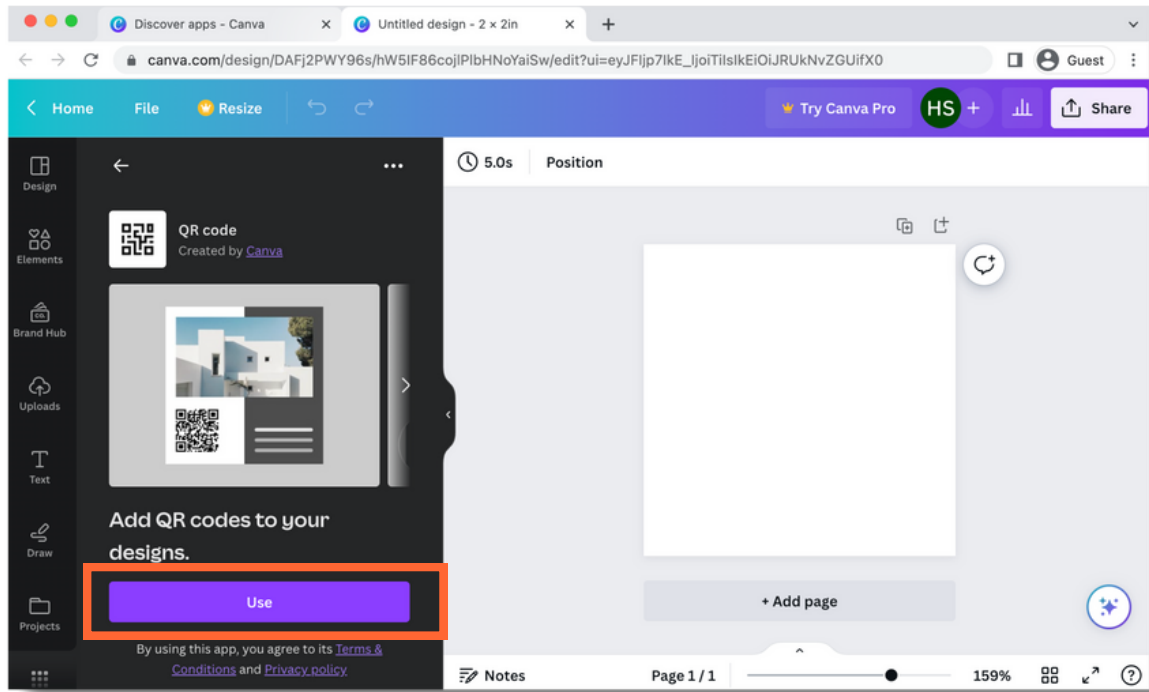 Discover apps - Canva
Untitled design - 2 × 2in
canva.com/design/DAFj2PWY96s/hW5IF86cojlPlbHNoYaiSw/edit?ui=eyJFIjp7IkE_IjoiTiIsIkEiOiJRUkNvZGUifX0
Guest
Home
File
Resize
Try Canva Pro
HS
Share
Design
Elements
Brand Hub
Uploads
Text
Draw
Projects
QR code
Created by Canva
Add QR codes to your
designs.
Use
By using this app, you agree to its Terms &
Conditions and Privacy policy
5.0s
Position
+ Add page
Notes
Page 1 / 1
159%